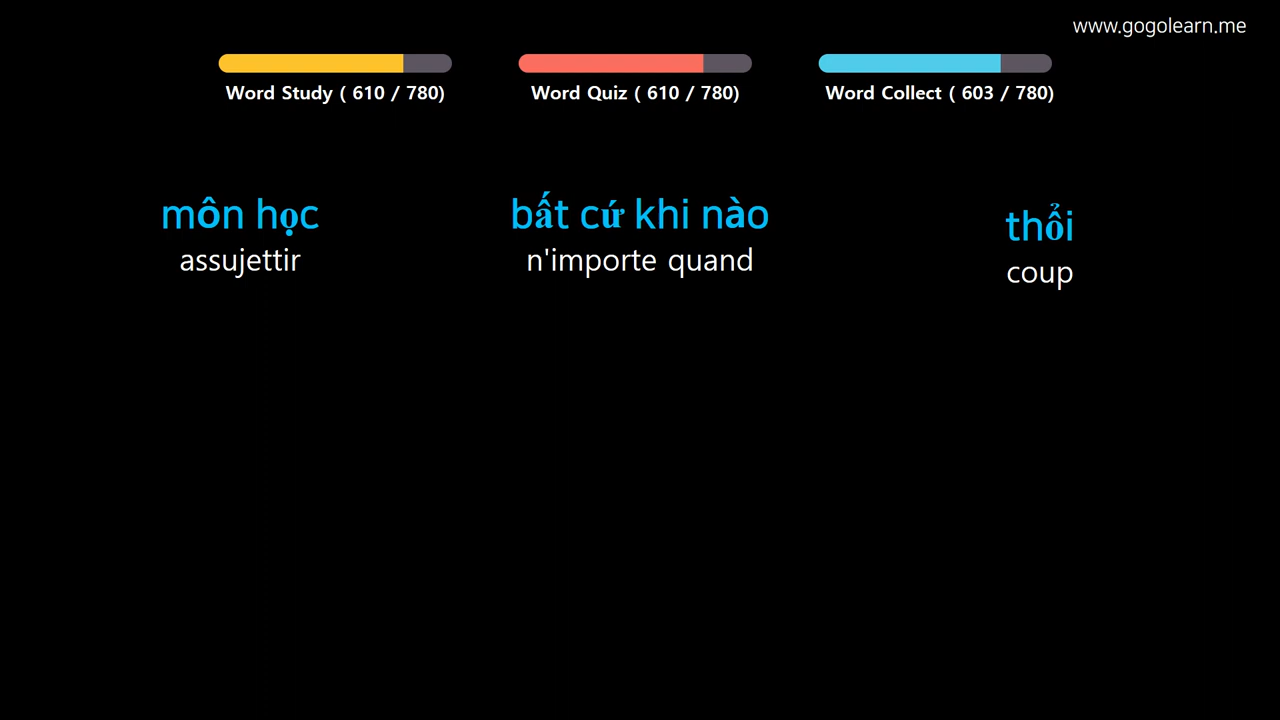 www.gogolearn.me
Word Study ( 610 / 780)
Word Quiz ( 610 / 780)
Word Collect ( 603 / 780)
môn học
assujettir
bất cứ khi nào
n'importe quand
thổi
coup